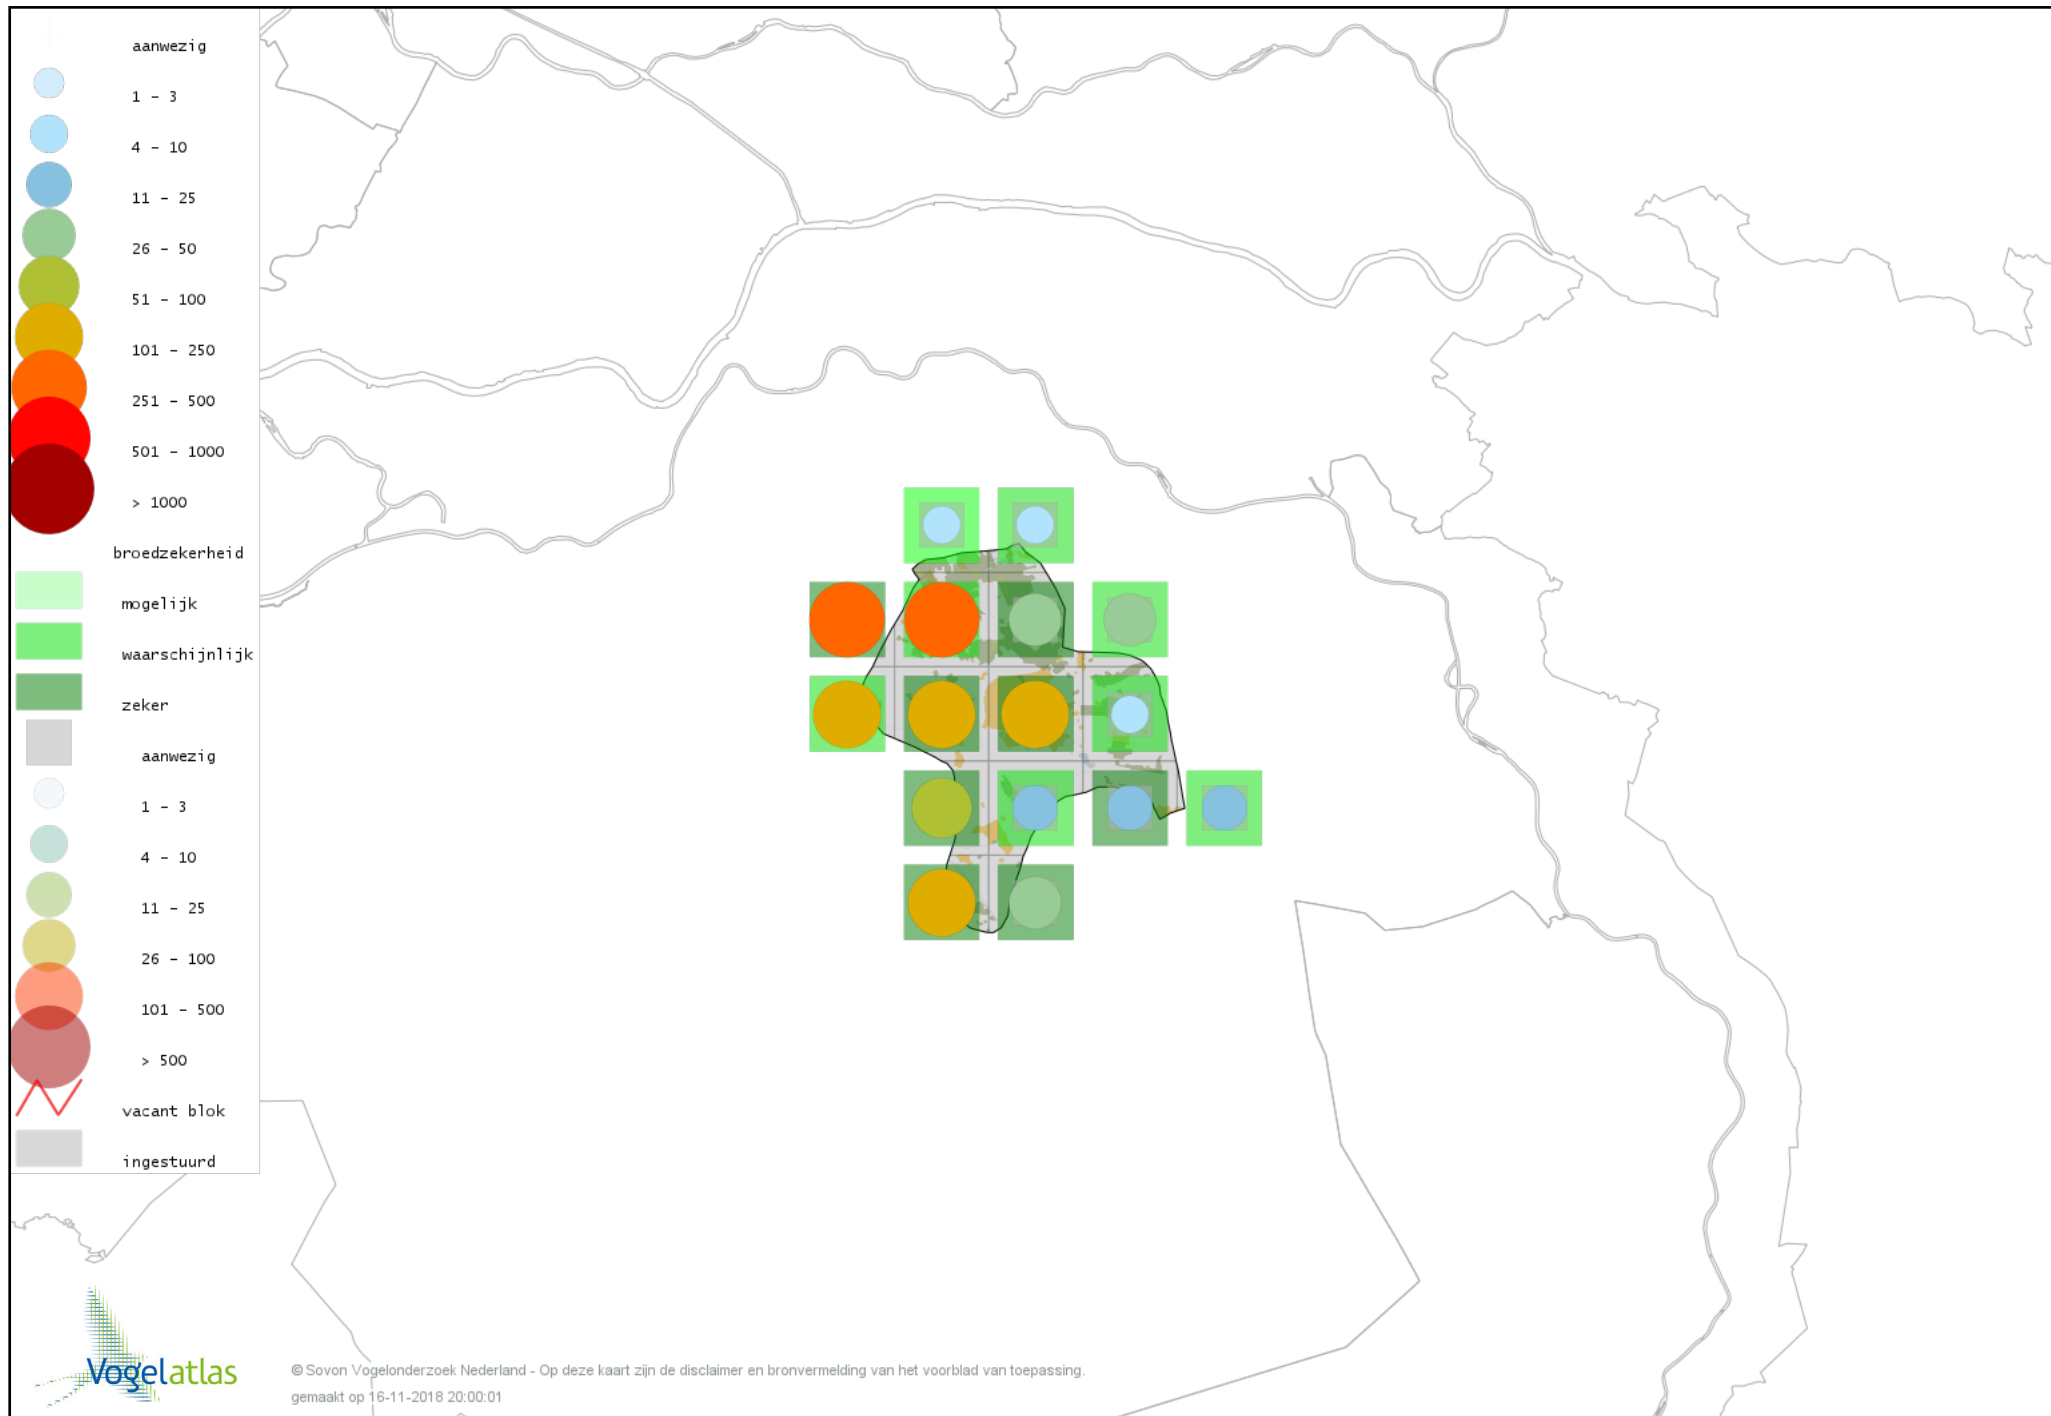 aanwezig
1 - 3
4 - 10
11 - 25
26 - 50
51 - 100
101 - 250
251 - 500
501 - 1000
> 1000
broedzekerheid
mogelijk
waarschijnlijk
zeker
aanwezig
1 - 3
4 - 10
11 - 25
26 - 100
101 - 500
> 500
vacant blok
ingestuurd
Vogelatlas
© Sovon Vogelonderzoek Nederland - Op deze kaart zijn de disclaimer en bronvermelding van het voorblad van toepassing.
gemaakt op 16-11-2018 20:00:01